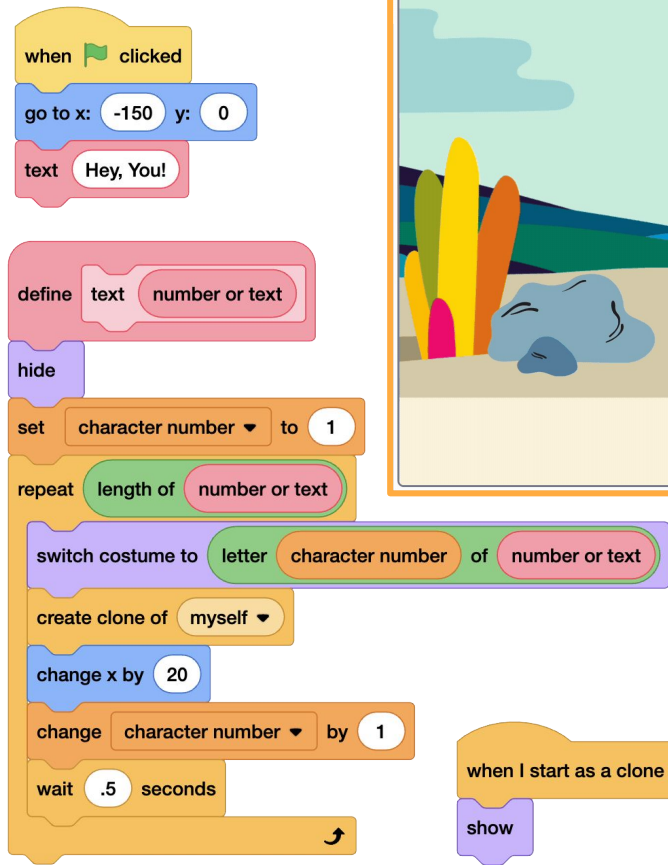 when clicked
go to x: -150 y: 0
text Hey, You!
define text number or text
hide
set character number to 1
repeat length of number or text
switch costume to letter character number of number or text
create clone of myself
change x by 20
change character number by 1
wait .5 seconds
when I start as a clone
show